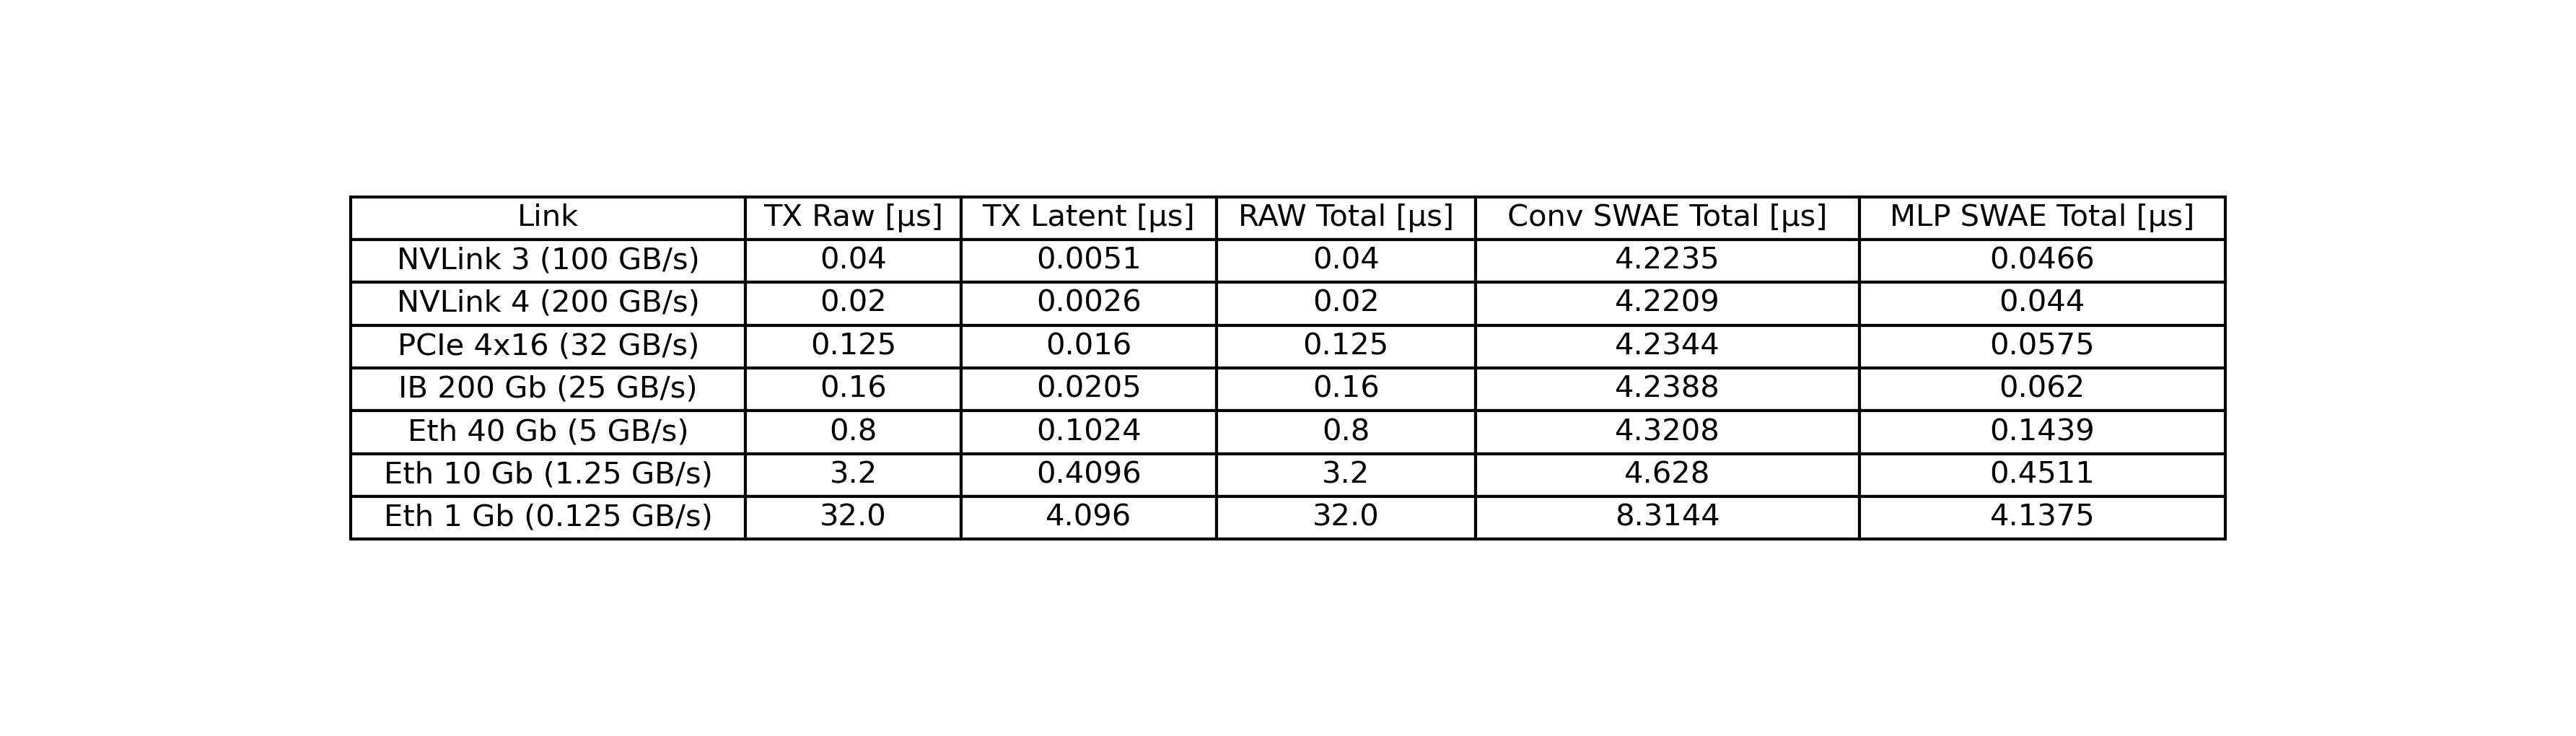 Link TX Raw [µs] TX Latent [µs] RAW Total [µs] Conv SWAE Total [µs] MLP SWAE Total [µs]
NVLink 3 (100 GB/s) 0.04 0.0051 0.04 4.2235 0.0466
NVLink 4 (200 GB/s) 0.02 0.0026 0.02 4.2209 0.044
PCIe 4x16 (32 GB/s) 0.125 0.016 0.125 4.2344 0.0575
IB 200 Gb (25 GB/s) 0.16 0.0205 0.16 4.2388 0.062
Eth 40 Gb (5 GB/s) 0.8 0.1024 0.8 4.3208 0.1439
Eth 10 Gb (1.25 GB/s) 3.2 0.4096 3.2 4.628 0.4511
Eth 1 Gb (0.125 GB/s) 32.0 4.096 32.0 8.3144 4.1375